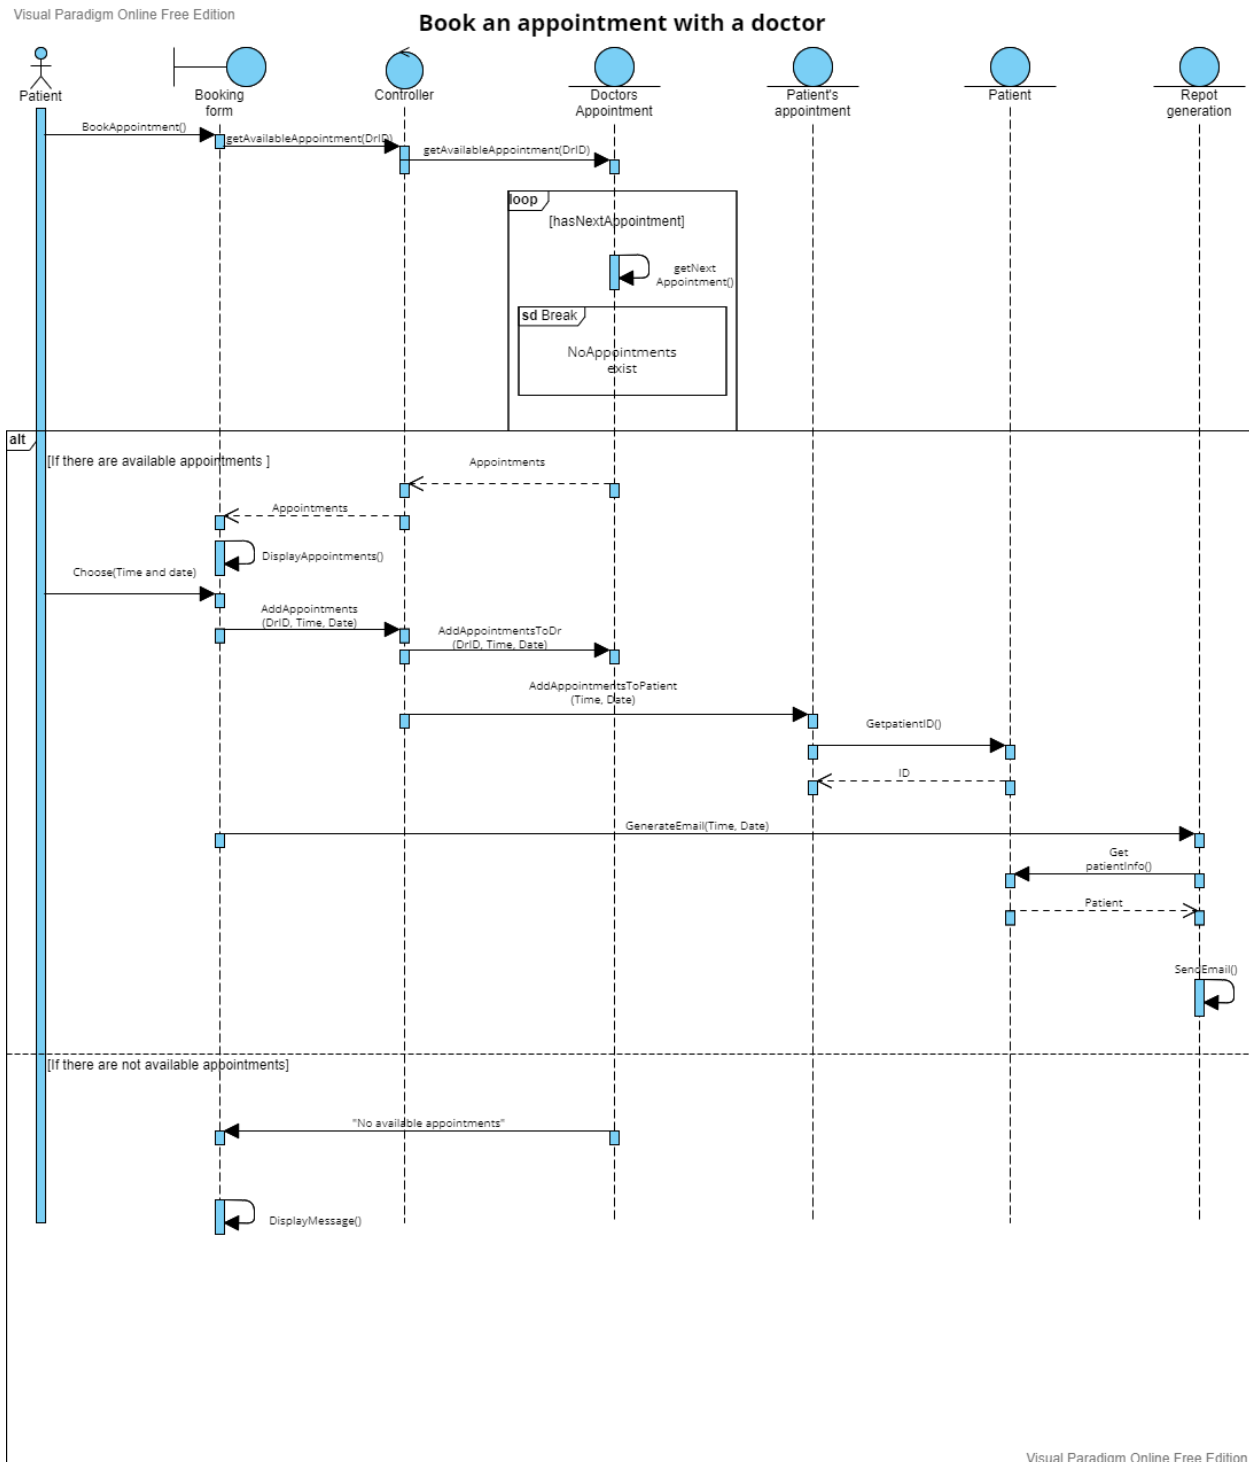 Visual Paradigm Online Free Edition
Book an appointment with a doctor
Patient
Booking
form
Controller
Doctors
Appointment
Patient's
appointment
Patient
Repot
generation
BookAppointment()
getAvailableAppointment(DrID)
getAvailableAppointment(DrID)
loop
[hasNextAppointment]
getNext
Appointment()
sd Break
NoAppointments
exist
alt
[If there are available appointments ]
Appointments
Appointments
DisplayAppointments()
Choose(Time and date)
AddAppointments
(DrID, Time, Date)
AddAppointmentsToDr
(DrID, Time, Date)
AddAppointmentsToPatient
(Time, Date)
GetpatientID()
ID
GenerateEmail(Time, Date)
Get
patientInfo()
Patient
SendEmail()
[If there are not available appointments]
"No available appointments"
DisplayMessage()
Visual Paradigm Online Free Edition